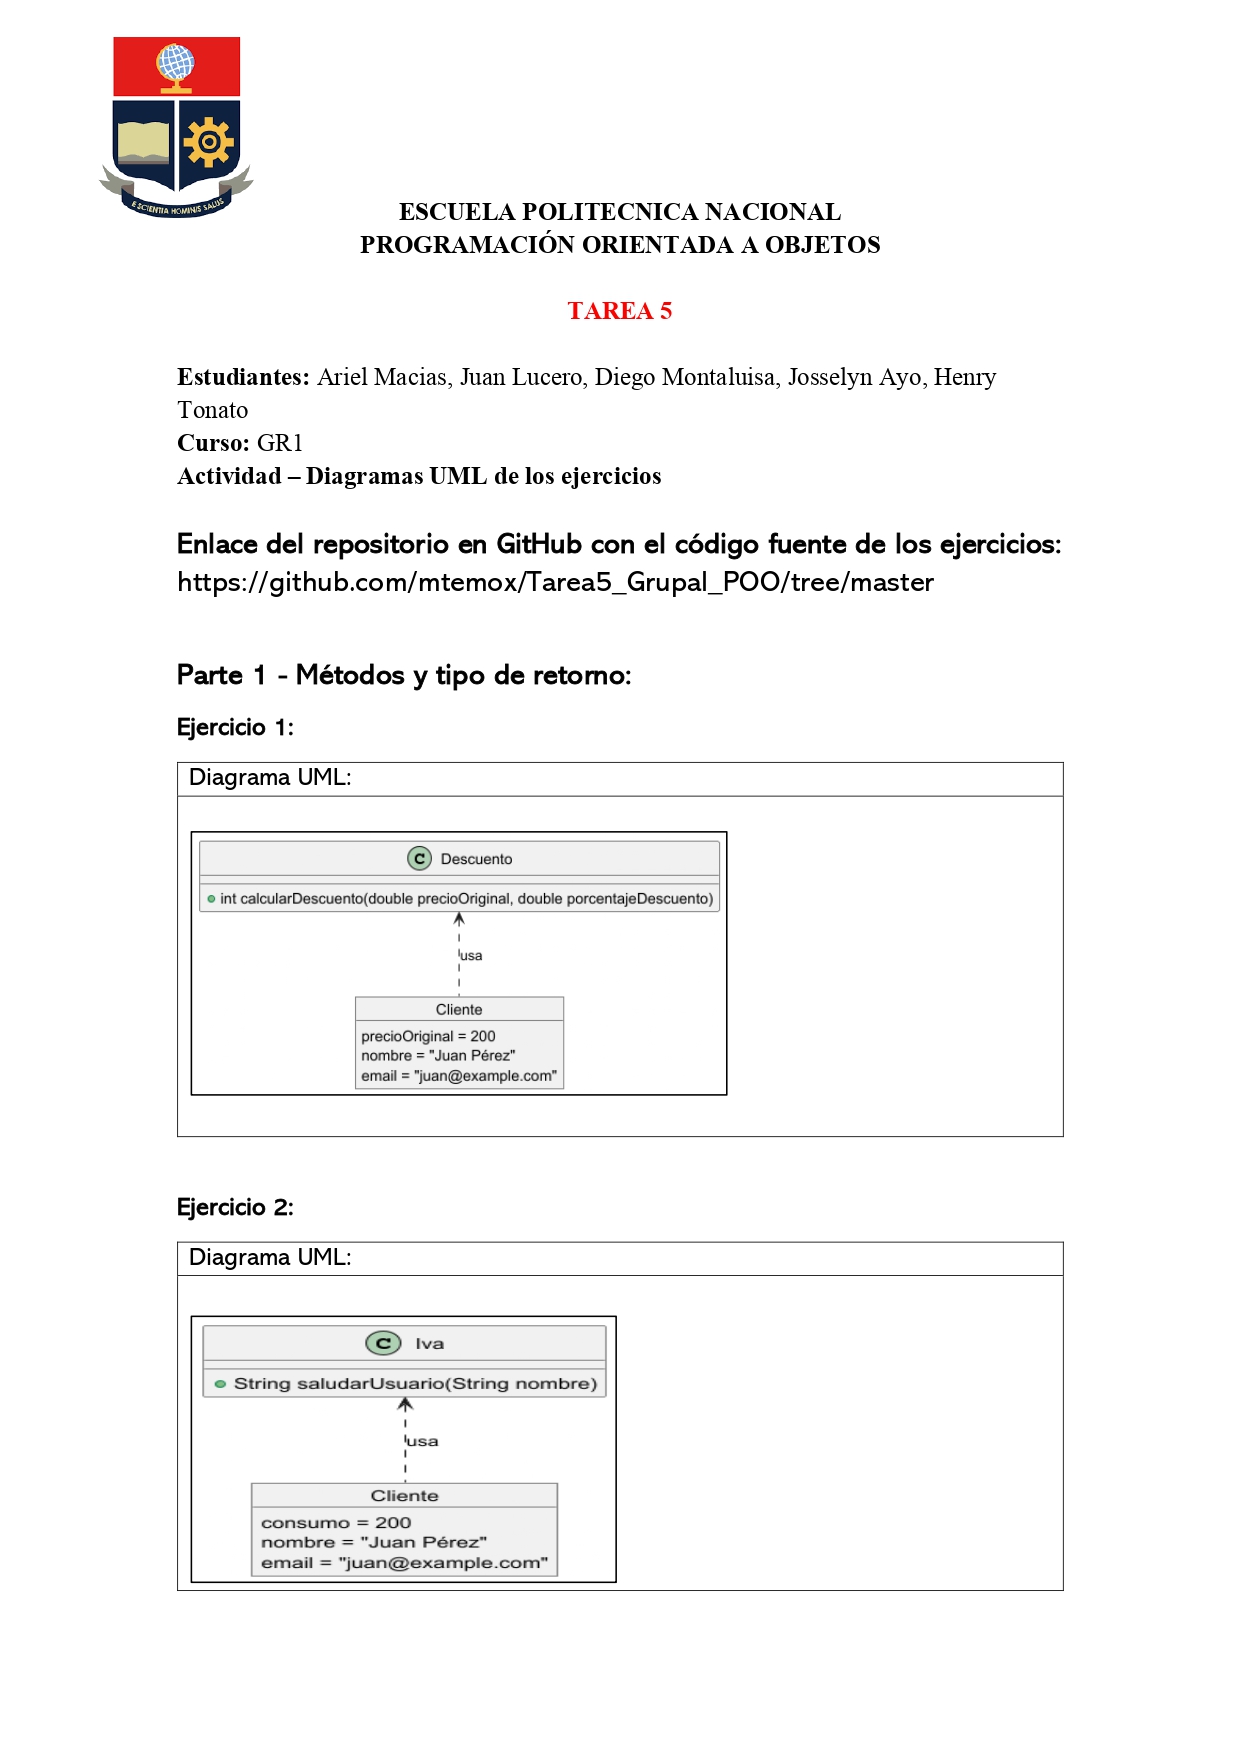 E SCIENTIA HOMINIS SALUS
ESCUELA POLITECNICA NACIONAL
PROGRAMACIÓN ORIENTADA A OBJETOS
TAREA 5
Estudiantes: Ariel Macias, Juan Lucero, Diego Montaluisa, Josselyn Ayo, Henry
Tonato
Curso: GR1
Actividad – Diagramas UML de los ejercicios
Enlace del repositorio en GitHub con el código fuente de los ejercicios:
https://github.com/mtemox/Tarea5_Grupal_POO/tree/master
Parte 1 - Métodos y tipo de retorno:
Ejercicio 1:
Diagrama UML:
C Descuento
int calcularDescuento(double precioOriginal, double porcentajeDescuento)
usa
Cliente
precioOriginal = 200
nombre = "Juan Pérez"
email = "juan@example.com"
Ejercicio 2:
Diagrama UML:
C Iva
String saludarUsuario(String nombre)
usa
Cliente
consumo = 200
nombre = "Juan Pérez"
email = "juan@example.com"